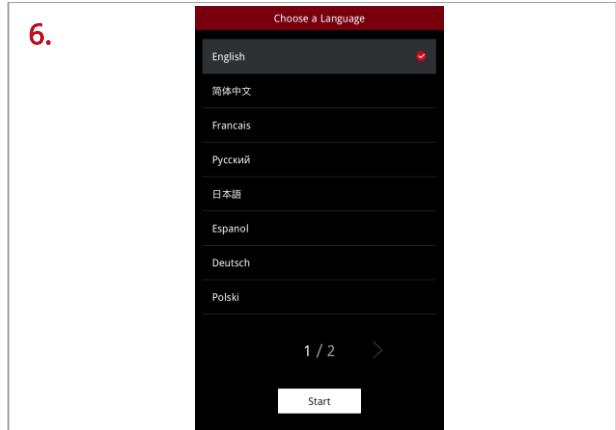 6.
Choose a Language
English
简体中文
Francais
Русский
日本語
Espanol
Deutsch
Polski
1 / 2
Start